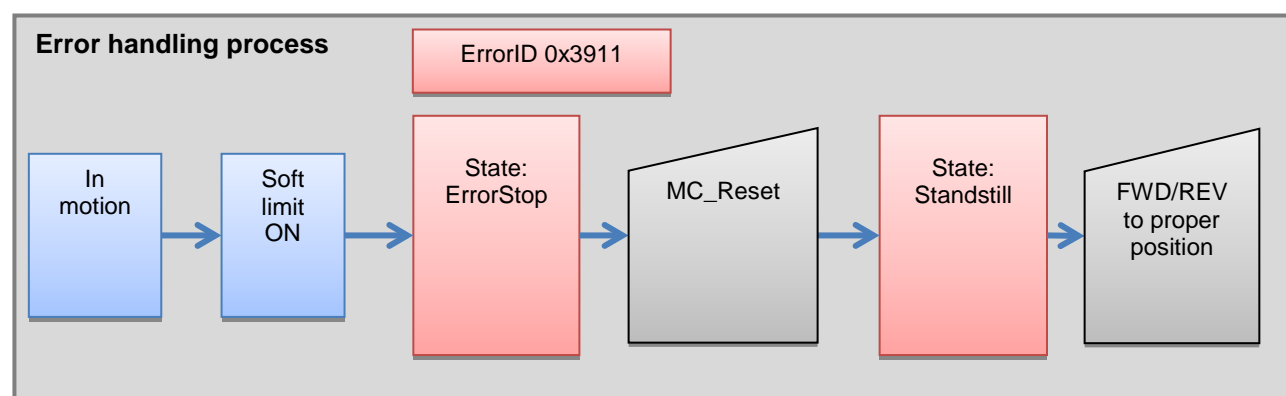 Error handling process
ErrorID 0x3911
In
motion
Soft
limit
ON
State:
ErrorStop
MC_Reset
State:
Standstill
FWD/REV
to proper
position